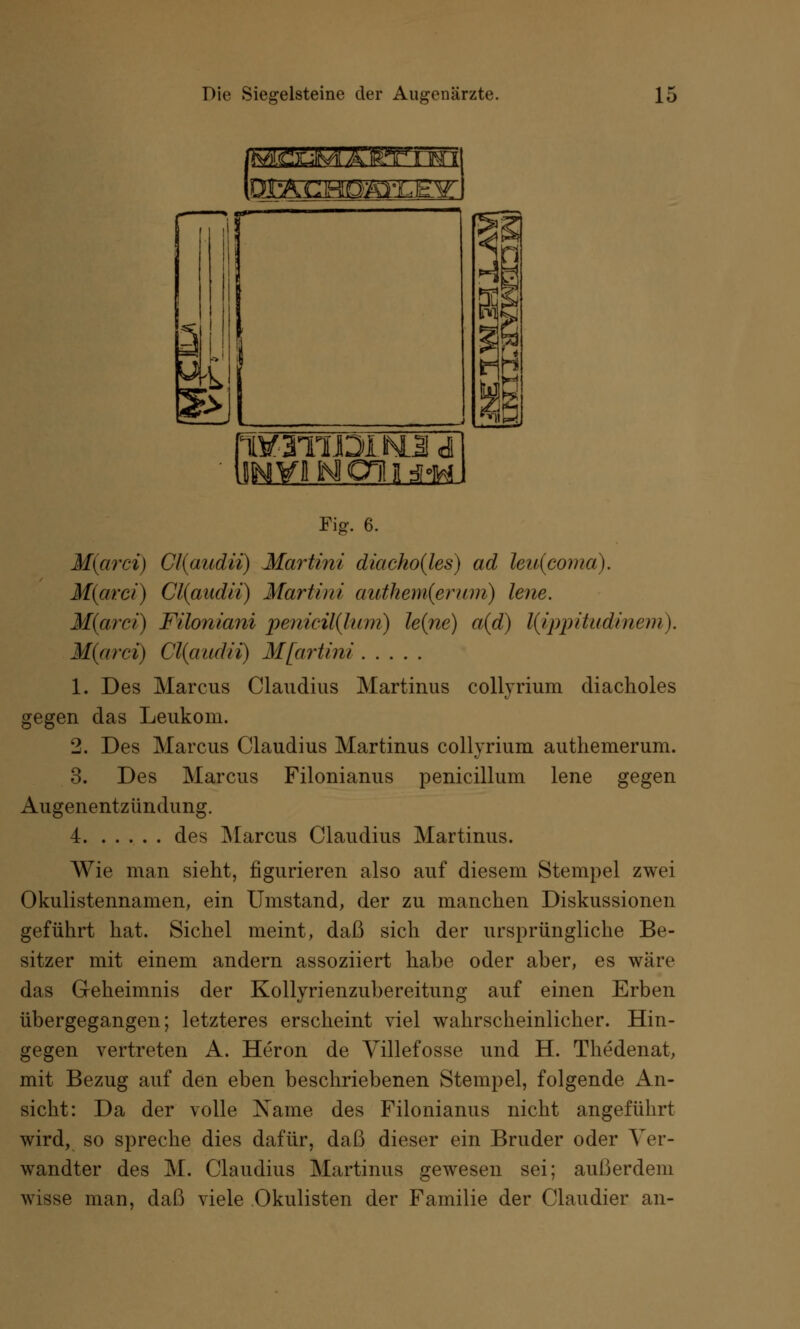 Die Siegelsteine der Augenärzte. 15
Fig. 6.
M(arci) Cl(audii) Martini diacho(les) ad leu(coma).
M(arci) Cl(audii) Martini authem(erum) lene.
M(arci) Filoniani penicil(lum) le(ne) a(d) l(ippitudinem).
M(arci) Cl(audii) M[artini . . . . .
1. Des Marcus Claudius Martinus collyrium diacholes
gegen das Leukom.
2. Des Marcus Claudius Martinus collyrium authemerum.
3. Des Marcus Filonianus penicillum lene gegen
Augenentzündung.
4. . . . . . des Marcus Claudius Martinus.
Wie man sieht, figurieren also auf diesem Stempel zwei
Okulistennamen, ein Umstand, der zu manchen Diskussionen
geführt hat. Sichel meint, daß sich der ursprüngliche Be-
sitzer mit einem andern assoziiert habe oder aber, es wäre
das Geheimnis der Kollyrienzubereitung auf einen Erben
übergegangen; letzteres erscheint viel wahrscheinlicher. Hin-
gegen vertreten A. Héron de Villefosse und H. Thédenat,
mit Bezug auf den eben beschriebenen Stempel, folgende An-
sicht: Da der volle Name des Filonianus nicht angeführt
wird, so spreche dies dafür, daß dieser ein Bruder oder Ver-
wandter des M. Claudius Martinus gewesen sei; außerdem
wisse man, daß viele Okulisten der Familie der Claudier an-